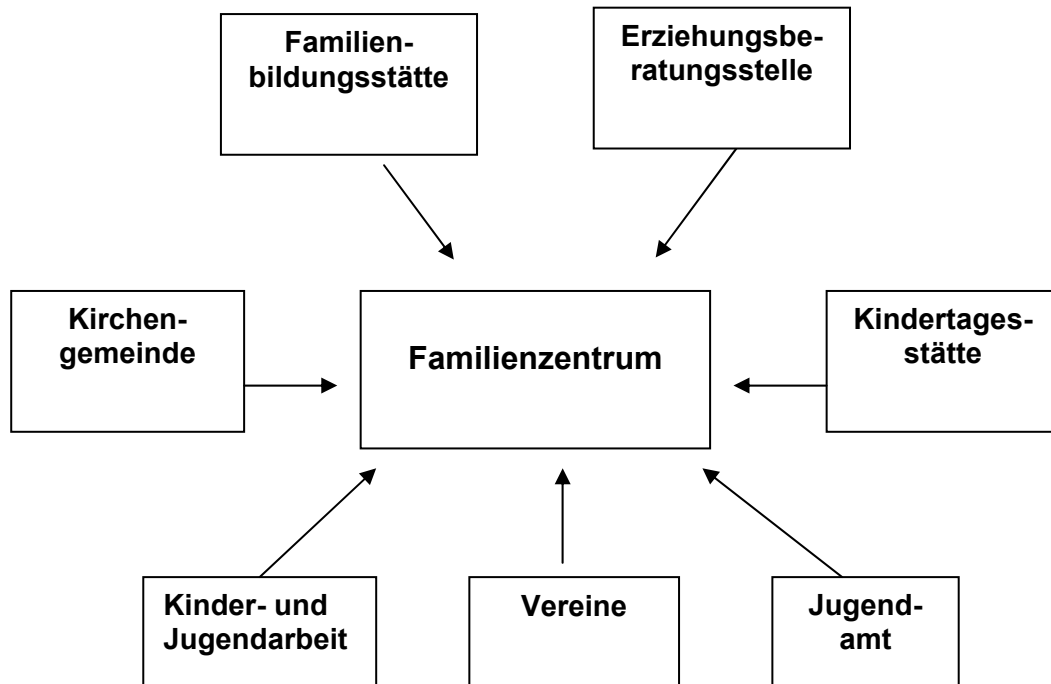 Familien-
bildungsstätte
Erziehungsbe-
ratungsstelle
Kirchen-
gemeinde
Familienzentrum
Kindertages-
stätte
Kinder- und
Jugendarbeit
Vereine
Jugend-
amt